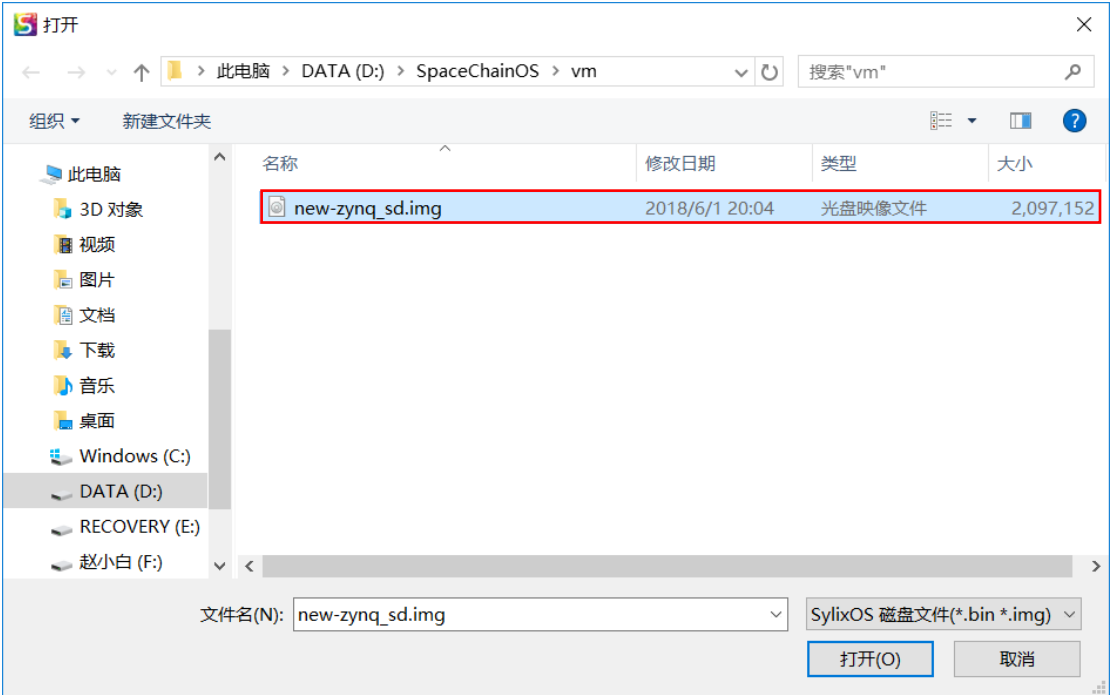 打开
此电脑 > DATA (D:) > SpaceChainOS > vm
搜索"vm"
组织 新建文件夹
名称 修改日期 类型 大小
new-zynq_sd.img 2018/6/1 20:04 光盘映像文件 2,097,152
此电脑
3D 对象
视频
图片
文档
下载
音乐
桌面
Windows (C:)
DATA (D:)
RECOVERY (E:)
赵小白 (F:)
文件名(N): new-zynq_sd.img SylixOS 磁盘文件(*.bin *.img)
打开(O) 取消